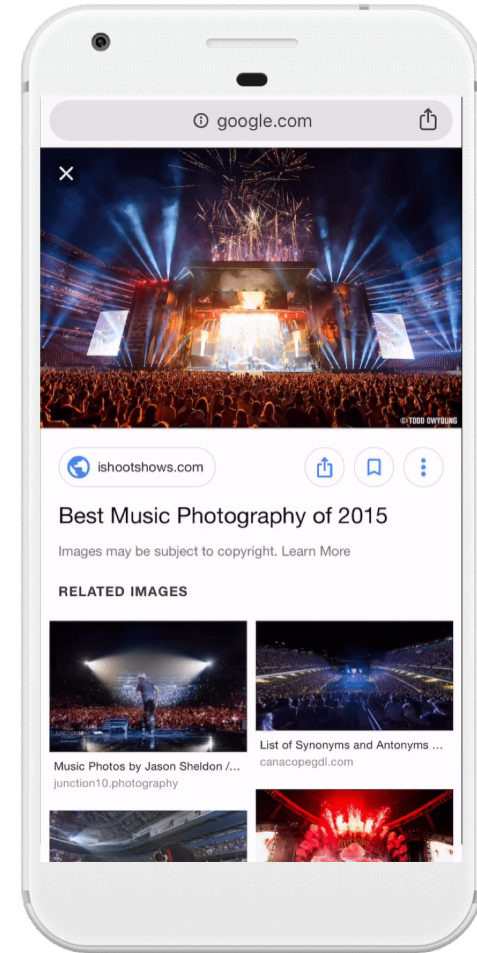 google.com
© TODD OWYOUNG
ishootshows.com
Best Music Photography of 2015
Images may be subject to copyright. Learn More
RELATED IMAGES
Music Photos by Jason Sheldon /...
junction10.photography
List of Synonyms and Antonyms ...
canacopegdl.com